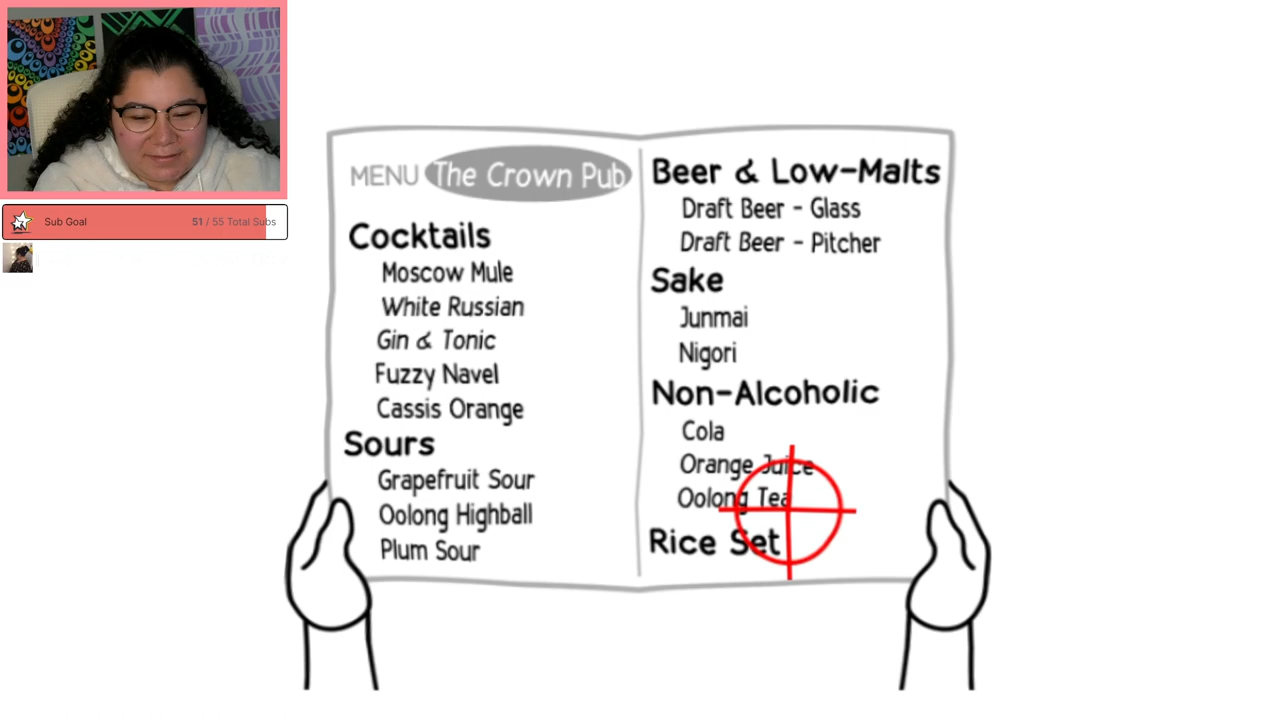 Sub Goal 51 / 55 Total Subs
MENU The Crown Pub
Cocktails
Moscow Mule
White Russian
Gin & Tonic
Fuzzy Navel
Cassis Orange
Sours
Grapefruit Sour
Oolong Highball
Plum Sour
Beer & Low-Malts
Draft Beer - Glass
Draft Beer - Pitcher
Sake
Junmai
Nigori
Non-Alcoholic
Cola
Orange Juice
Oolong Tea
Rice Set